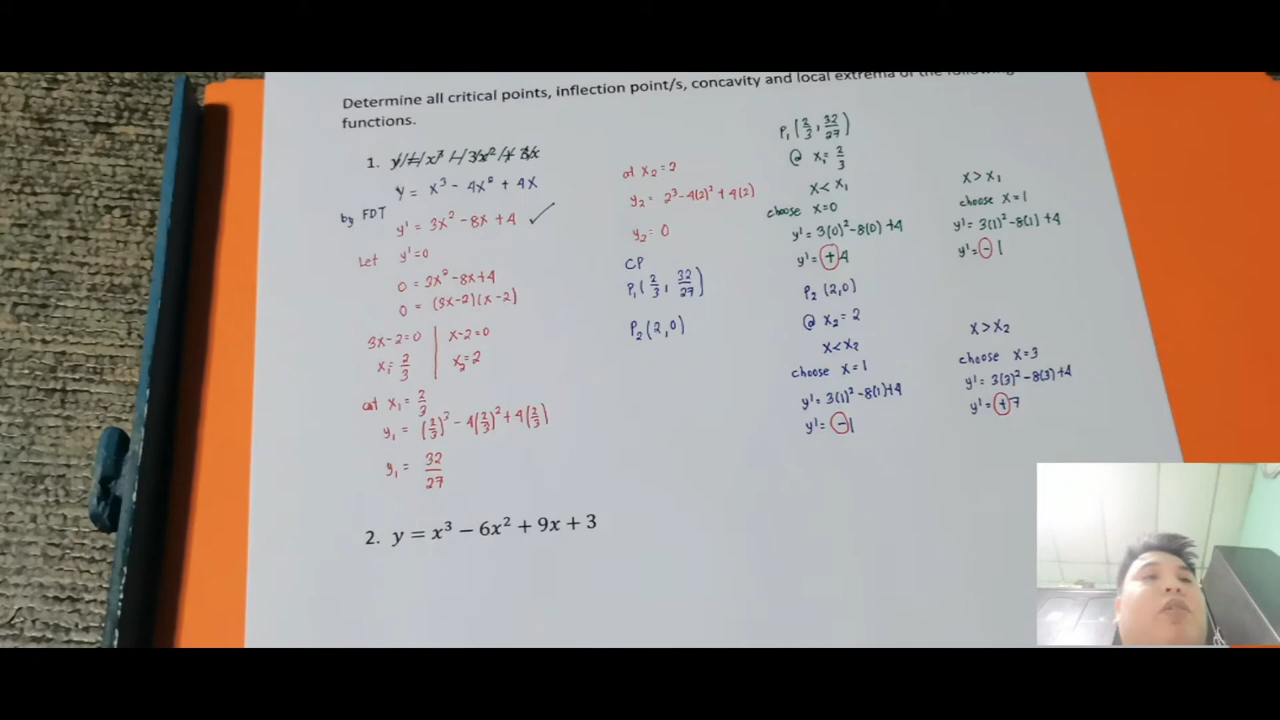 Determine all critical points, inflection point/s, concavity and local extrema of the following
functions.
1. y = x³ - 3x² + 3x
y = x³ - 4x² + 4x
by FDT
y' = 3x² - 8x + 4 ✓
Let y' = 0
0 = 3x² - 8x + 4
0 = (3x-2)(x-2)
3x-2=0 | x-2=0
x₁ = 2/3 | x₂ = 2
at x₁ = 2/3
y₁ = (2/3)³ - 4(2/3)² + 4(2/3)
y₁ = 32/27
at x₂ = 2
y₂ = 2³ - 4(2)² + 4(2)
y₂ = 0
CP
P₁(2/3, 32/27)
P₂(2,0)
P₁(2/3, 32/27)
@ x₁ = 2/3
x < x₁
choose x=0
y' = 3(0)² - 8(0) + 4
y' = +4
x > x₁
choose x=1
y' = 3(1)² - 8(1) + 4
y' = -1
P₂(2,0)
@ x₂ = 2
x < x₂
choose x=1
y' = 3(1)² - 8(1) + 4
y' = -1
x > x₂
choose x=3
y' = 3(3)² - 8(3) + 4
y' = +7
2. y = x³ − 6x² + 9x + 3